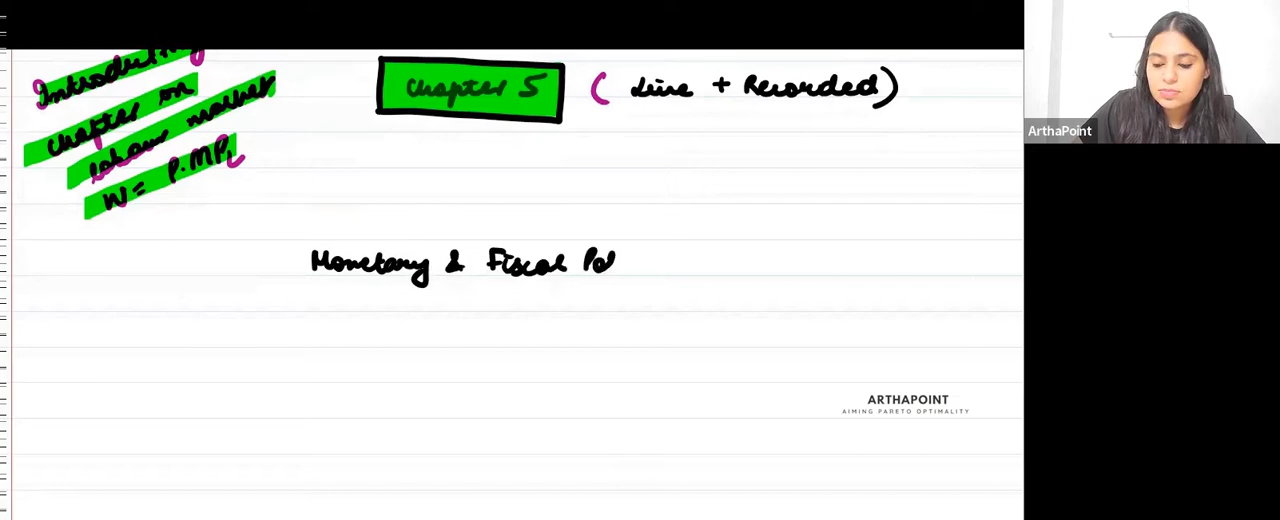 Introductory
chapter on
labour market
W = P.MPL
Chapter 5 (Live + Recorded)
Monetary & Fiscal Pol
ARTHAPOINT
AIMING PARETO OPTIMALITY
ArthaPoint